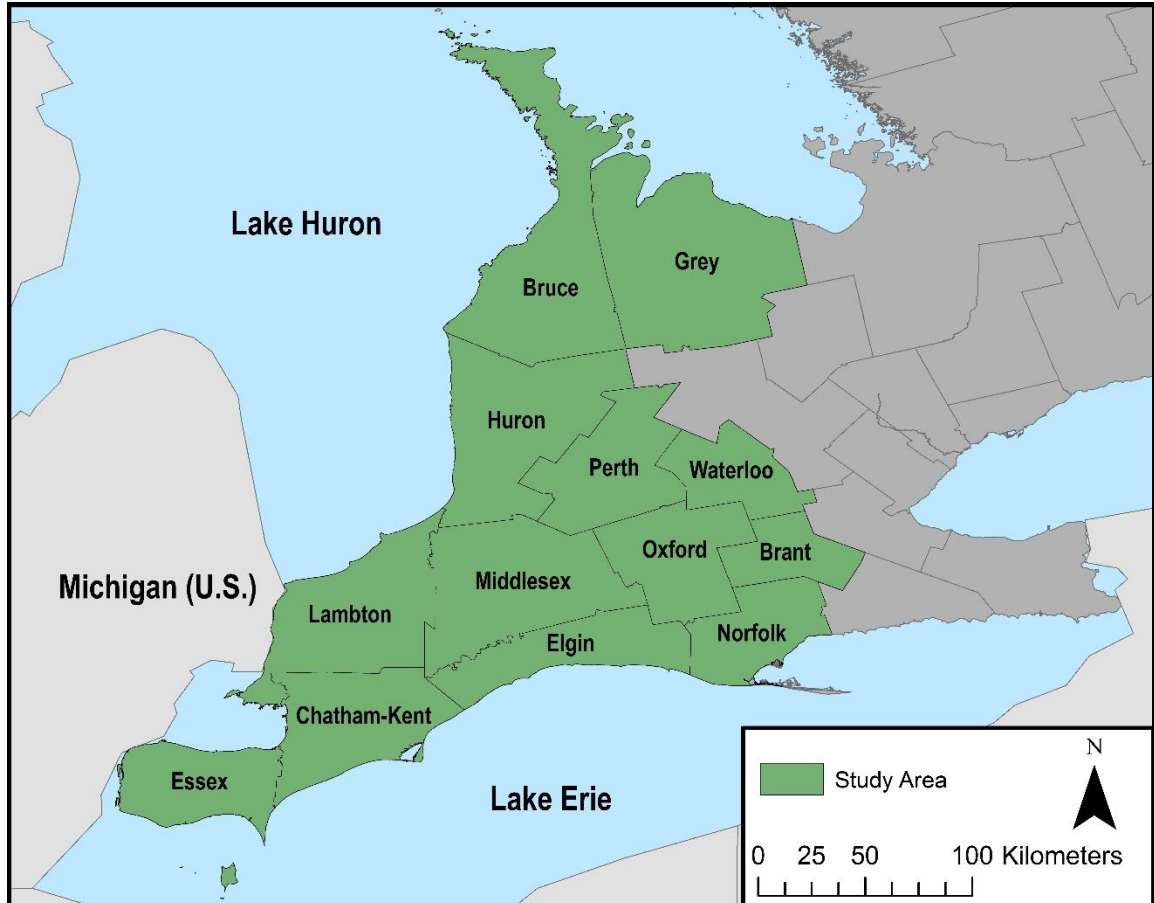 Lake Huron
Grey
Bruce
Huron
Perth
Waterloo
Oxford
Brant
Michigan (U.S.)
Middlesex
Lambton
Norfolk
Elgin
Chatham-Kent
Essex
Lake Erie
N
Study Area
0 25 50 100 Kilometers